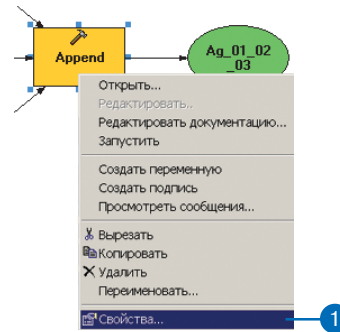 Append
Ag_01_02
_03
Открыть...
Редактировать..
Редактировать документацию...
Запустить
Создать переменную
Создать подпись
Просмотреть сообщения...
Вырезать
Копировать
Удалить
Переименовать...
Свойства...
1